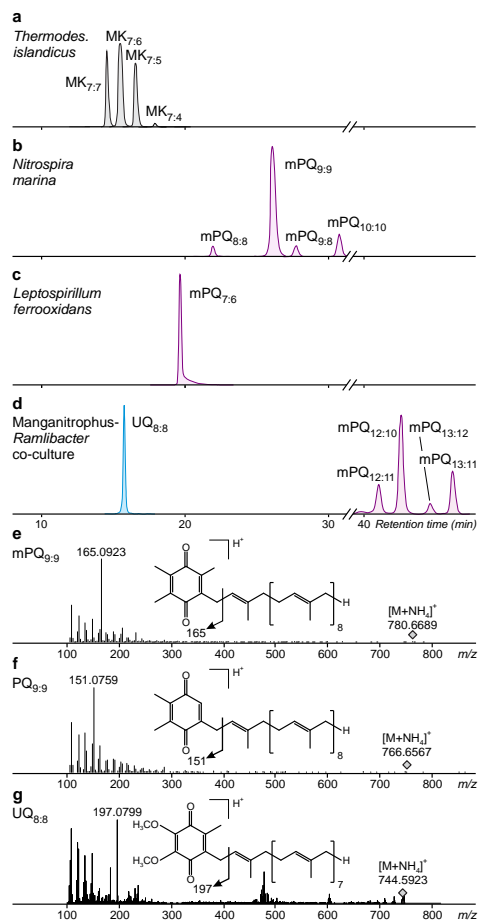 a
Thermodes.
islandicus
MK7:6
MK7:5
MK7:7
MK7:4
10
20
30
40
b
Nitrospira
marina
mPQ9:9
mPQ10:10
mPQ8:8
mPQ9:8
c
Leptospirillum
ferrooxidans
mPQ7:6
d
Manganitrophus-
Ramlibacter
co-culture
UQ8:8
mPQ12:10
mPQ13:12
mPQ12:11
mPQ13:11
10
20
30
40
Retention time (min)
e
mPQ9:9
165.0923
H+
O
O
H
8
165
[M+NH4]+
780.6689
100 200 300 400 500 600 700 800 m/z
f
PQ9:9
151.0759
H+
O
O
H
8
151
[M+NH4]+
766.6567
100 200 300 400 500 600 700 800 m/z
g
UQ8:8
197.0799
H+
O
H3CO
H3CO
O
H
7
197
[M+NH4]+
744.5923
100 200 300 400 500 600 700 800 m/z